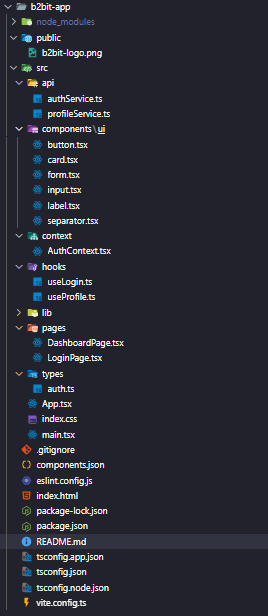 b2bit-app
node_modules
public
b2bit-logo.png
src
api
authService.ts
profileService.ts
components\ui
button.tsx
card.tsx
form.tsx
input.tsx
label.tsx
separator.tsx
context
AuthContext.tsx
hooks
useLogin.ts
useProfile.ts
lib
pages
DashboardPage.tsx
LoginPage.tsx
types
auth.ts
App.tsx
index.css
main.tsx
.gitignore
components.json
eslint.config.js
index.html
package-lock.json
package.json
README.md
tsconfig.app.json
tsconfig.json
tsconfig.node.json
vite.config.ts